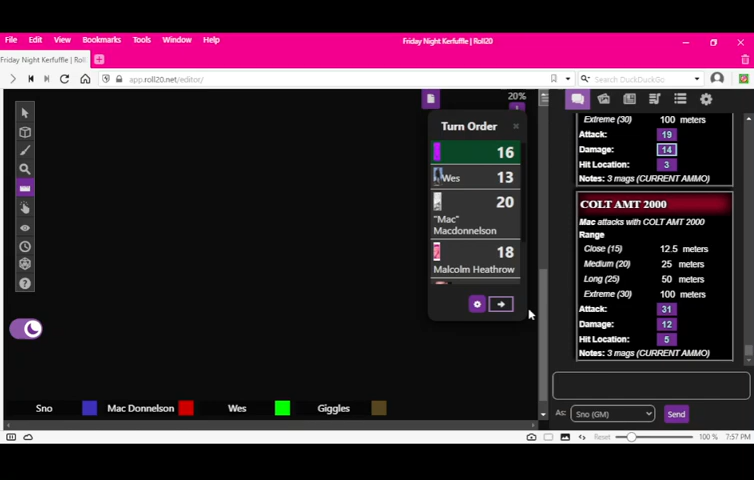 File Edit View Bookmarks Tools Window Help
Friday Night Kerfuffle | Roll20
Friday Night Kerfuffle | Roll
app.roll20.net/editor/
Search DuckDuckGo
20%
Turn Order
16
Wes 13
20
"Mac"
Macdonnelson
18
Malcolm Heathrow
Extreme (30) 100 meters
Attack: 19
Damage: 14
Hit Location: 3
Notes: 3 mags (CURRENT AMMO)
COLT AMT 2000
Mac attacks with COLT AMT 2000
Range
Close (15) 12.5 meters
Medium (20) 25 meters
Long (25) 50 meters
Extreme (30) 100 meters
Attack: 31
Damage: 12
Hit Location: 5
Notes: 3 mags (CURRENT AMMO)
Sno Mac Donnelson Wes Giggles
As: Sno (GM) Send
Reset 100 % 7:57 PM